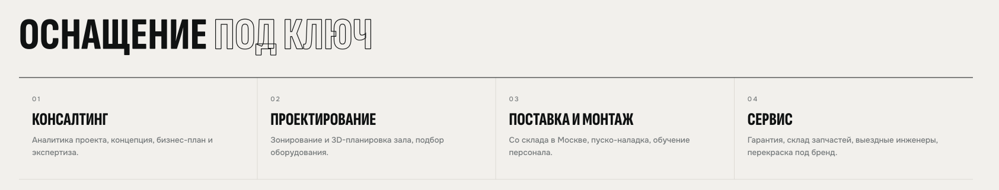 ОСНАЩЕНИЕ ПОД КЛЮЧ
01
КОНСАЛТИНГ
Аналитика проекта, концепция, бизнес-план и
экспертиза.
02
ПРОЕКТИРОВАНИЕ
Зонирование и 3D-планировка зала, подбор
оборудования.
03
ПОСТАВКА И МОНТАЖ
Со склада в Москве, пуско-наладка, обучение
персонала.
04
СЕРВИС
Гарантия, склад запчастей, выездные инженеры,
перекраска под бренд.